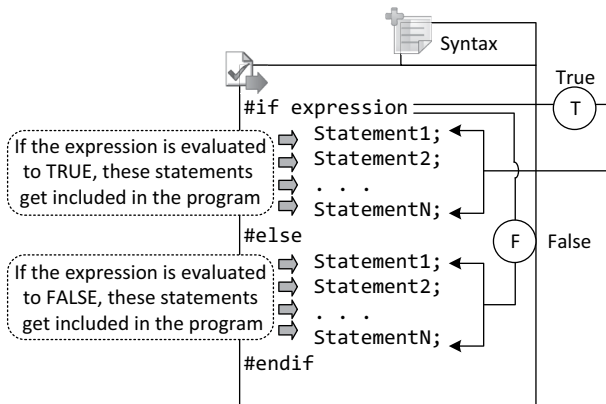 Syntax
True
T
#if expression
If the expression is evaluated
to TRUE, these statements
get included in the program
Statement1;
Statement2;
. . .
StatementN;
#else
F
False
If the expression is evaluated
to FALSE, these statements
get included in the program
Statement1;
Statement2;
. . .
StatementN;
#endif